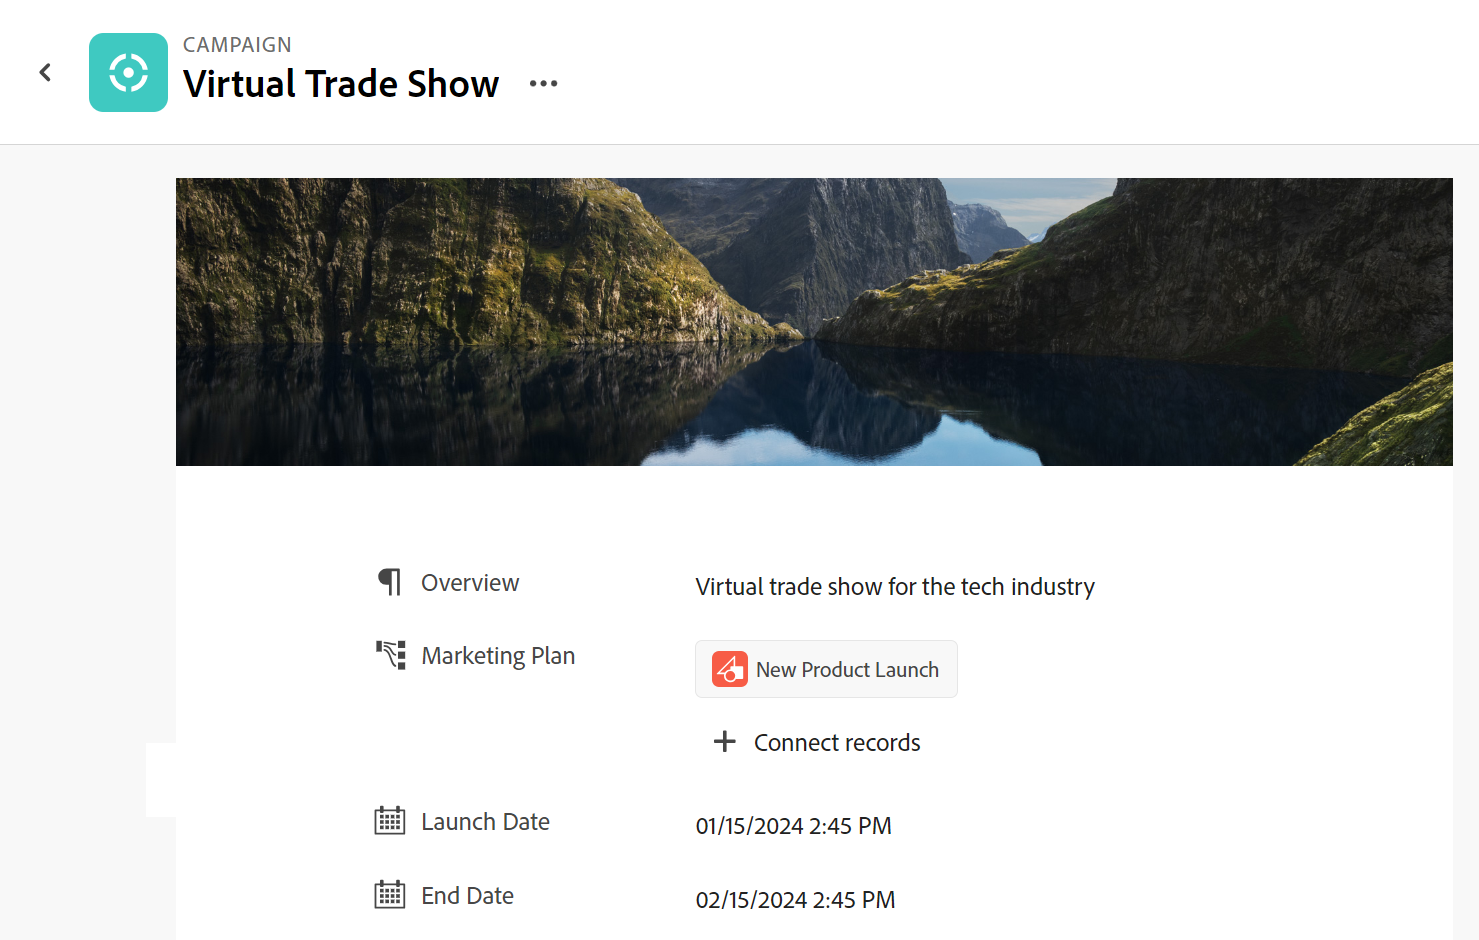 CAMPAIGN
Virtual Trade Show
Overview
Virtual trade show for the tech industry
Marketing Plan
New Product Launch
Connect records
Launch Date
01/15/2024 2:45 PM
End Date
02/15/2024 2:45 PM